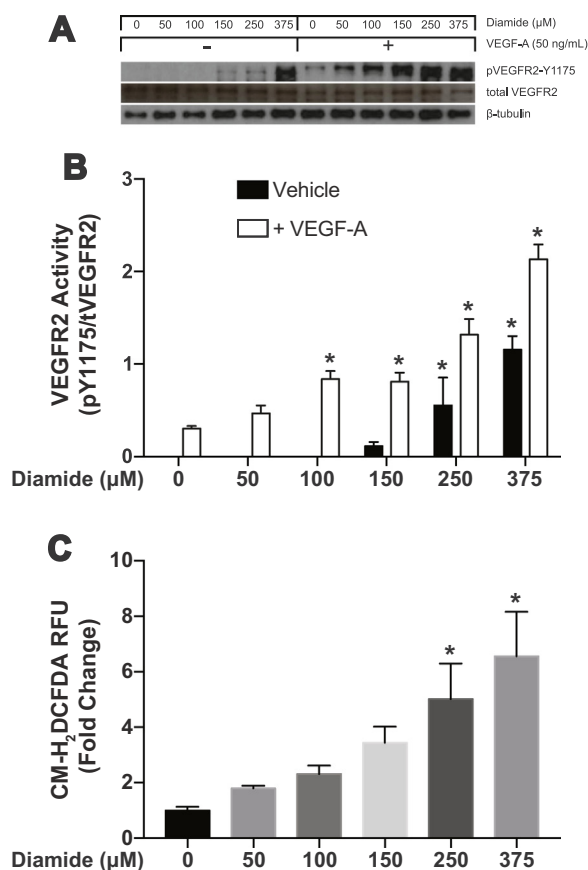 A
0 50 100 150 250 375 0 50 100 150 250 375 Diamide (µM)
- + VEGF-A (50 ng/mL)
pVEGFR2-Y1175
total VEGFR2
β-tubulin
B
VEGFR2 Activity
(pY1175/tVEGFR2)
3
2
1
0
Vehicle
+ VEGF-A
* * * * * *
Diamide (µM) 0 50 100 150 250 375
C
CM-H₂DCFDA RFU
(Fold Change)
10
8
6
4
2
0
* *
Diamide (µM) 0 50 100 150 250 375